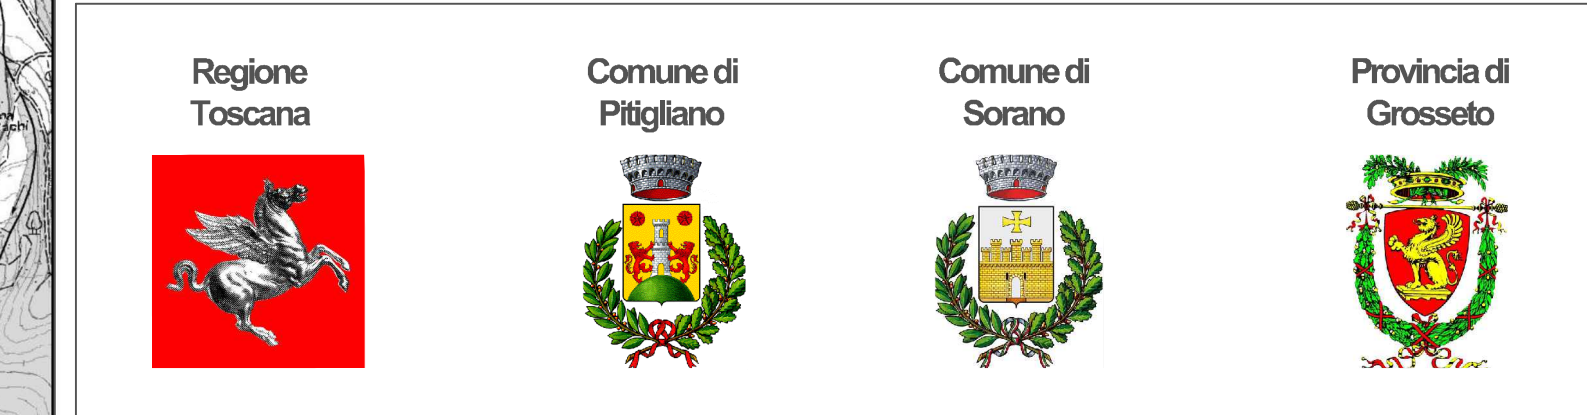 Regione
Toscana
Comune di
Pitigliano
Comune di
Sorano
Provincia di
Grosseto